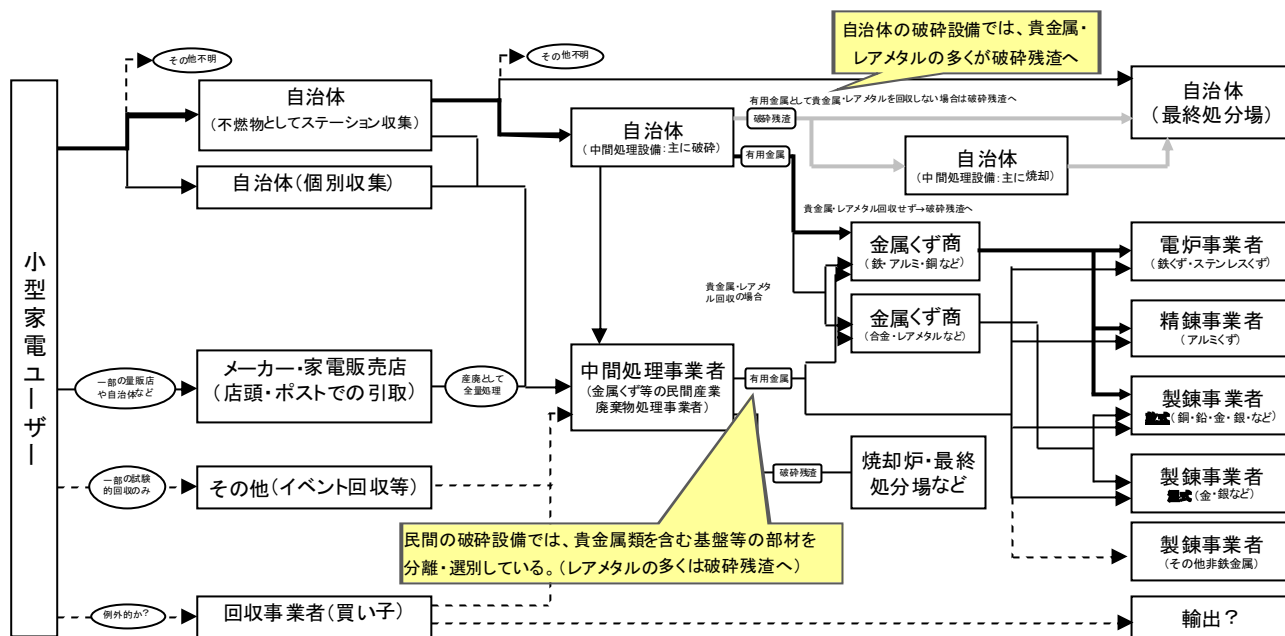 自治体の破砕設備では、貴金属・
レアメタルの多くが破砕残渣へ
その他不明
その他不明
自治体
(不燃物としてステーション収集)
自治体(個別収集)
自治体
(中間処理設備:主に破砕)
有用金属として貴金属・レアメタルを回収しない場合は破砕残渣へ
破砕残渣
有用金属
自治体
(最終処分場)
自治体
(中間処理設備:主に焼却)
貴金属・レアメタル回収せず→破砕残渣へ
小型家電ユーザー
金属くず商
(鉄・アルミ・銅など)
電炉事業者
(鉄くず・ステンレスくず)
貴金属・レアメタ
ル回収の場合
金属くず商
(合金・レアメタルなど)
精錬事業者
(アルミくず)
一部の量販店
や自治体など
メーカー・家電販売店
(店頭・ポストでの引取)
産廃として
全量処理
中間処理事業者
(金属くず等の民間産業
廃棄物処理事業者)
有用金属
製錬事業者
(銅・鉛・金・銀・など)
一部の試験
的回収のみ
その他(イベント回収等)
破砕残渣
焼却炉・最終
処分場など
製錬事業者
(金・銀など)
民間の破砕設備では、貴金属類を含む基盤等の部材を
分離・選別している。(レアメタルの多くは破砕残渣へ)
製錬事業者
(その他非鉄金属)
例外的か?
回収事業者(買い子)
輸出?